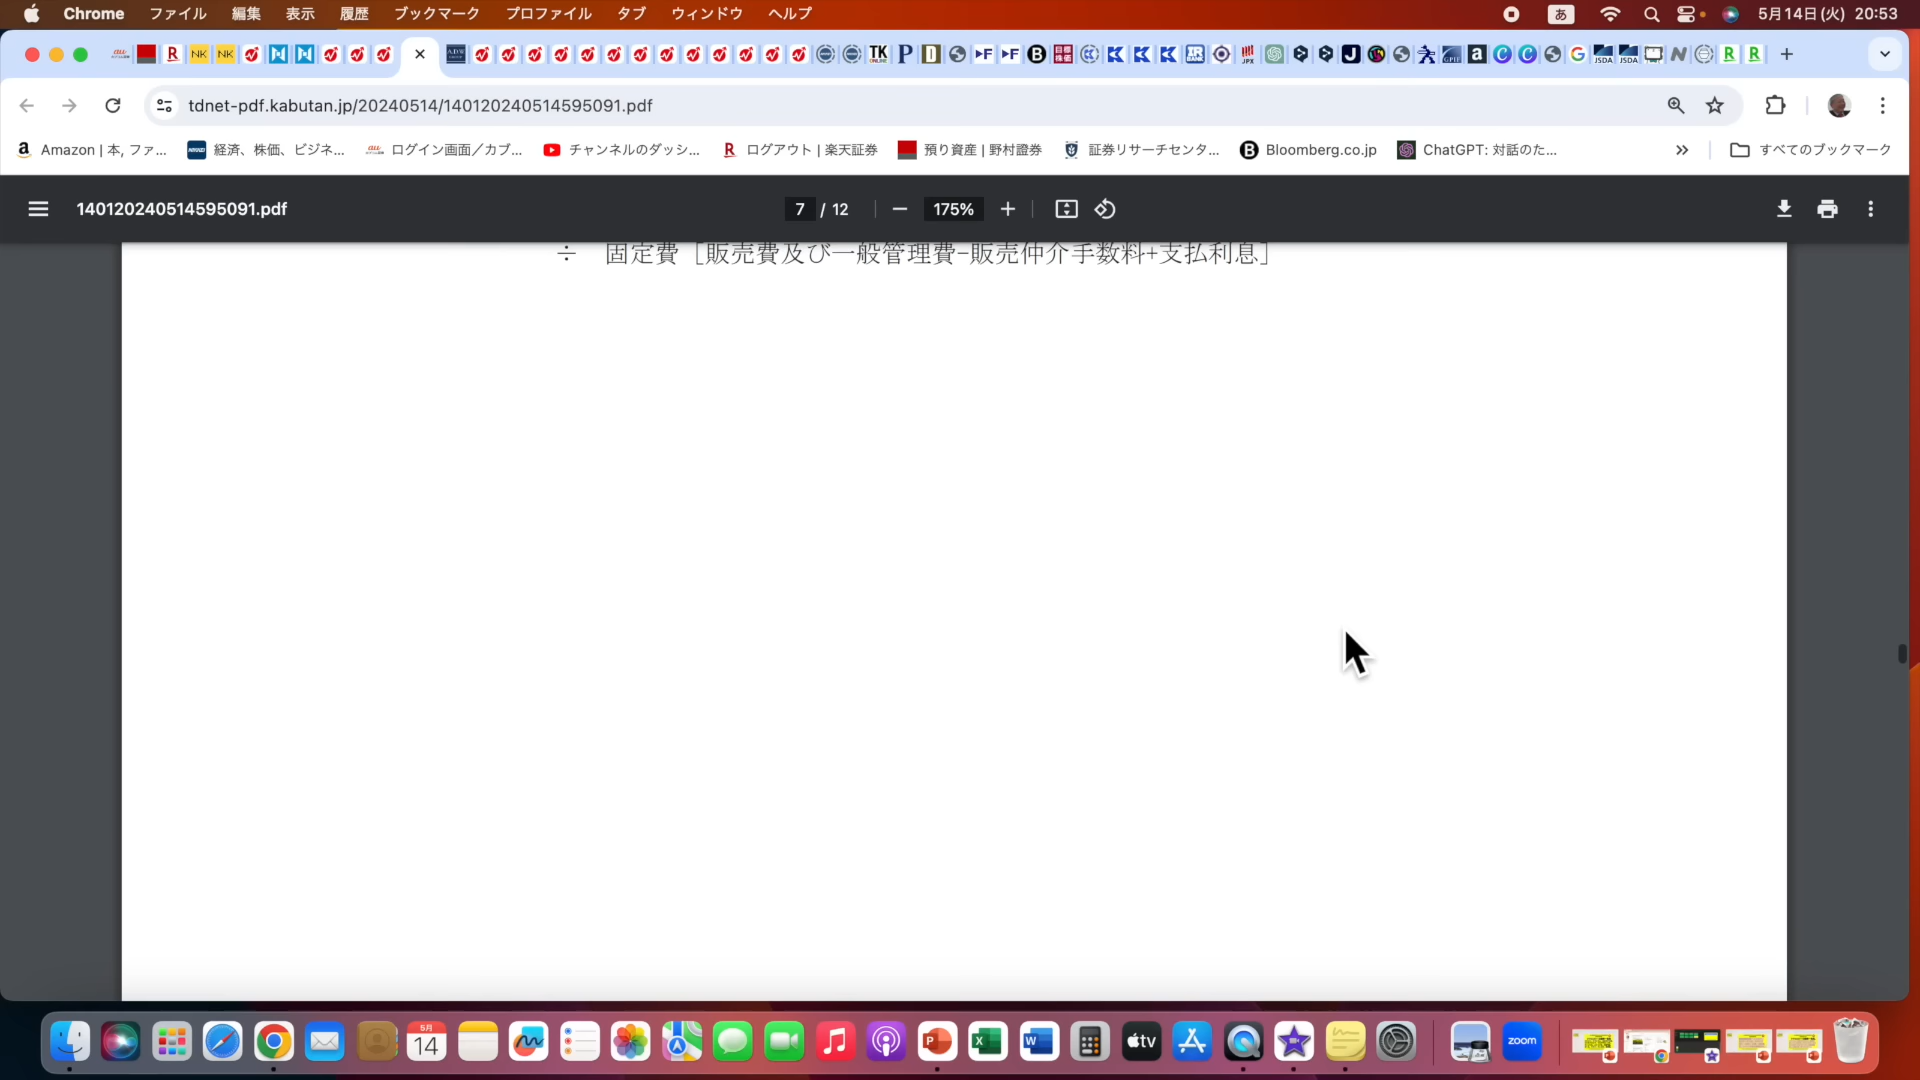 Chrome ファイル 編集 表示 履歴 ブックマーク プロファイル タブ ウィンドウ ヘルプ あ 5月14日(火) 20:53
tdnet-pdf.kabutan.jp/20240514/140120240514595091.pdf
Amazon | 本, ファ... 経済、株価、ビジネ... ログイン画面／カブ... チャンネルのダッシ... ログアウト | 楽天証券 預り資産 | 野村證券 証券リサーチセンタ... Bloomberg.co.jp ChatGPT: 対話のた... すべてのブックマーク
140120240514595091.pdf 7 / 12 175%
÷ 固定費［販売費及び一般管理費−販売仲介手数料+支払利息］
5月 14 tv zoom